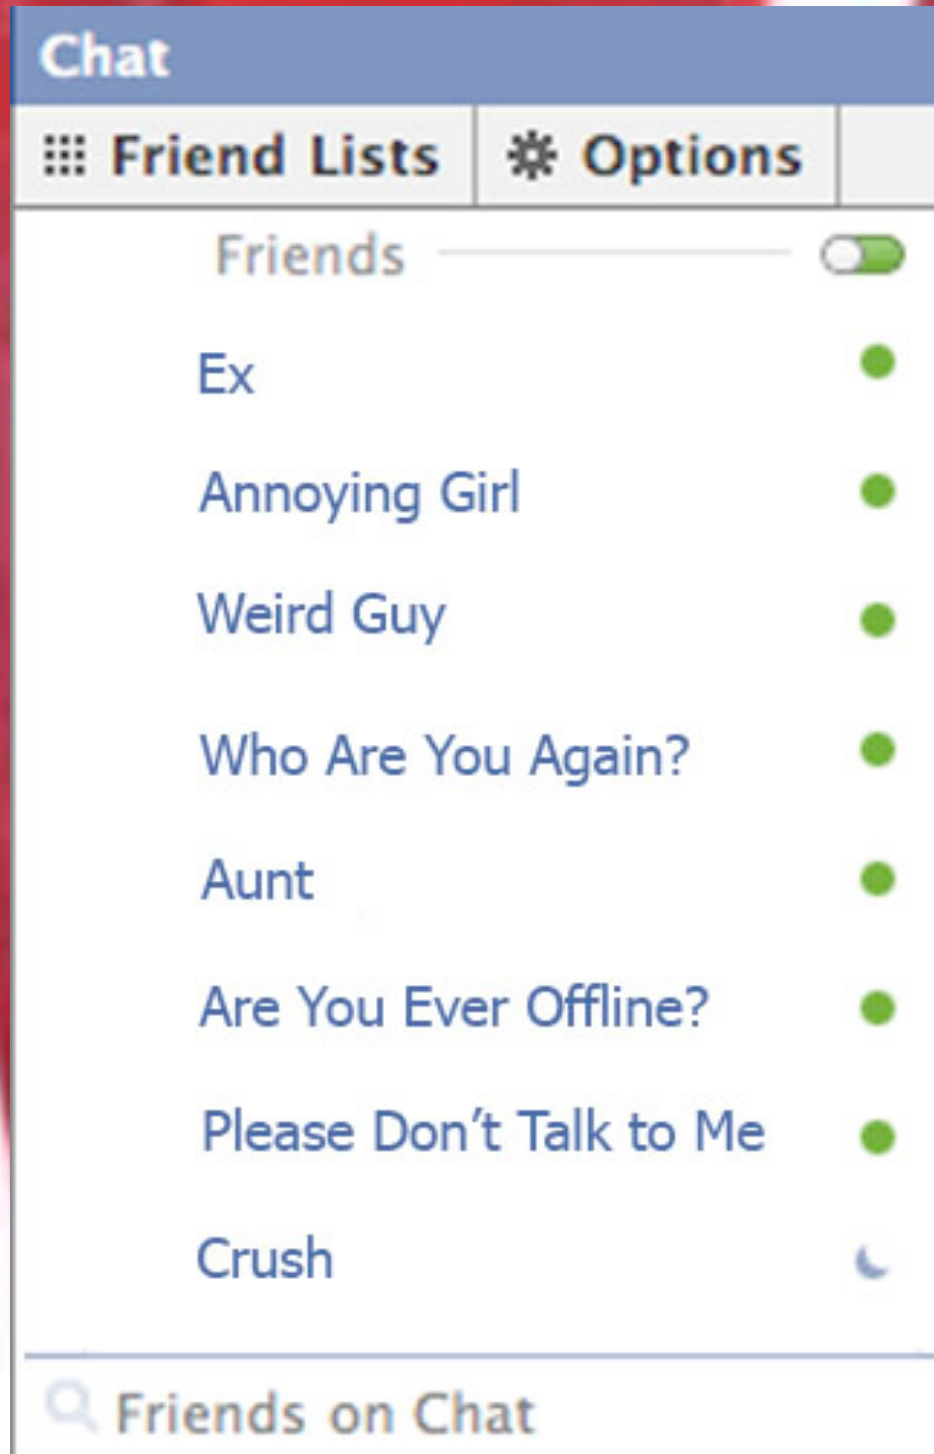 Chat
Friend Lists Options
Friends
Ex
Annoying Girl
Weird Guy
Who Are You Again?
Aunt
Are You Ever Offline?
Please Don’t Talk to Me
Crush
Friends on Chat